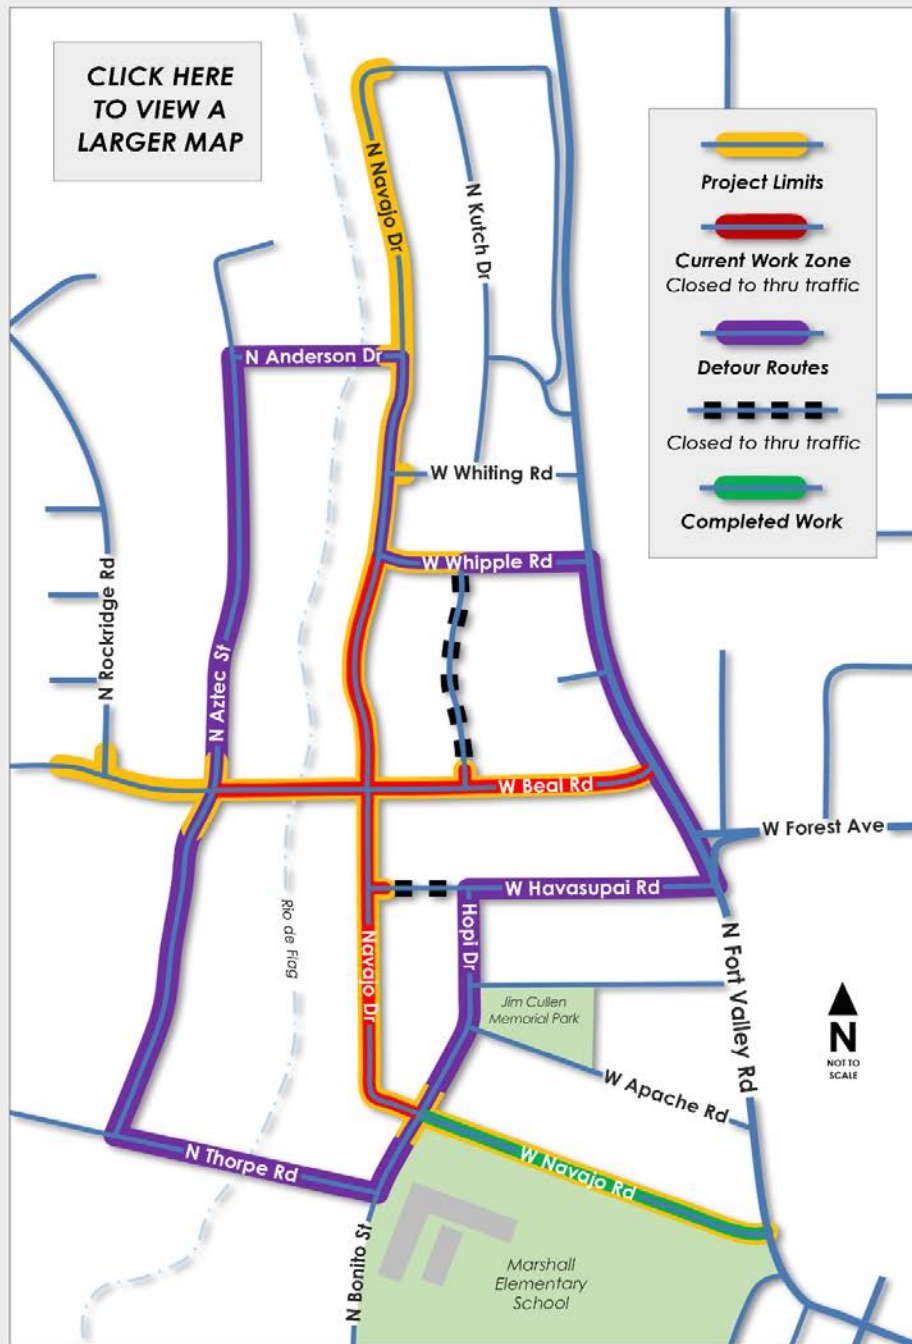 CLICK HERE
TO VIEW A
LARGER MAP
Project Limits
Current Work Zone
Closed to thru traffic
Detour Routes
Closed to thru traffic
Completed Work
N Navajo Dr
N Kutch Dr
N Anderson Dr
W Whiting Rd
W Whipple Rd
N Rockridge Rd
N Aztec St
W Beal Rd
W Forest Ave
W Havasupai Rd
Hopi Dr
Rio de Flag
Navajo Dr
N Fort Valley Rd
Jim Cullen
Memorial Park
N
NOT TO
SCALE
W Apache Rd
N Thorpe Rd
W Navajo Rd
N Bonito St
Marshall
Elementary
School